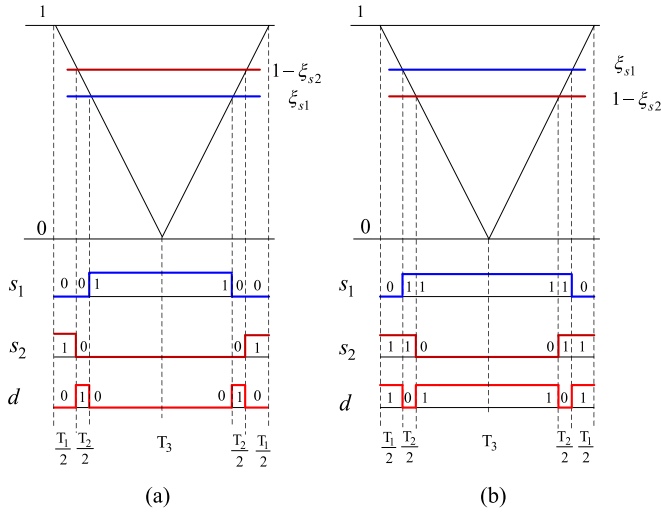 1
1-ξs2
ξs1
0
s1 0 0 1 1 0 0
s2 1 0 0 1
d 0 1 0 0 1 0
T1/2 T2/2 T3 T2/2 T1/2
(a)
1
ξs1
1-ξs2
0
s1 0 1 1 1 1 0
s2 1 1 0 0 1 1
d 1 0 1 1 0 1
T1/2 T2/2 T3 T2/2 T1/2
(b)